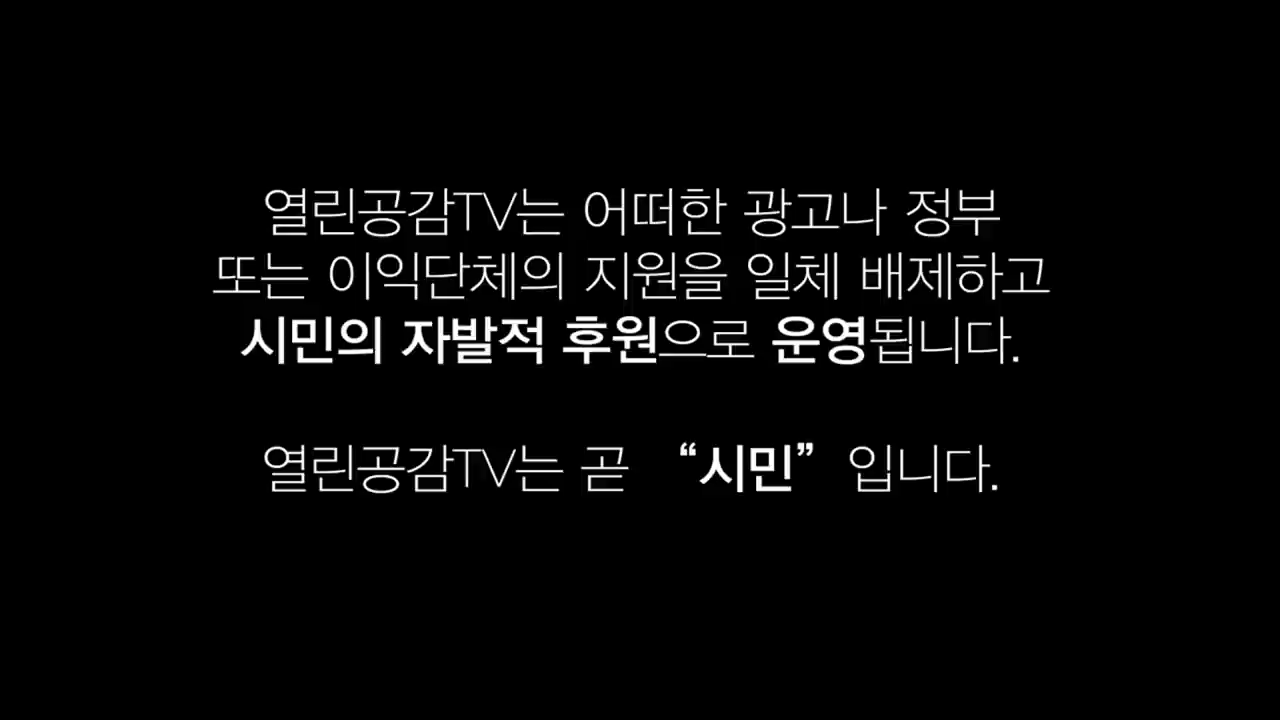 열린공감TV는 어떠한 광고나 정부
또는 이익단체의 지원을 일체 배제하고
시민의 자발적 후원으로 운영됩니다.
열린공감TV는 곧 “시민” 입니다.